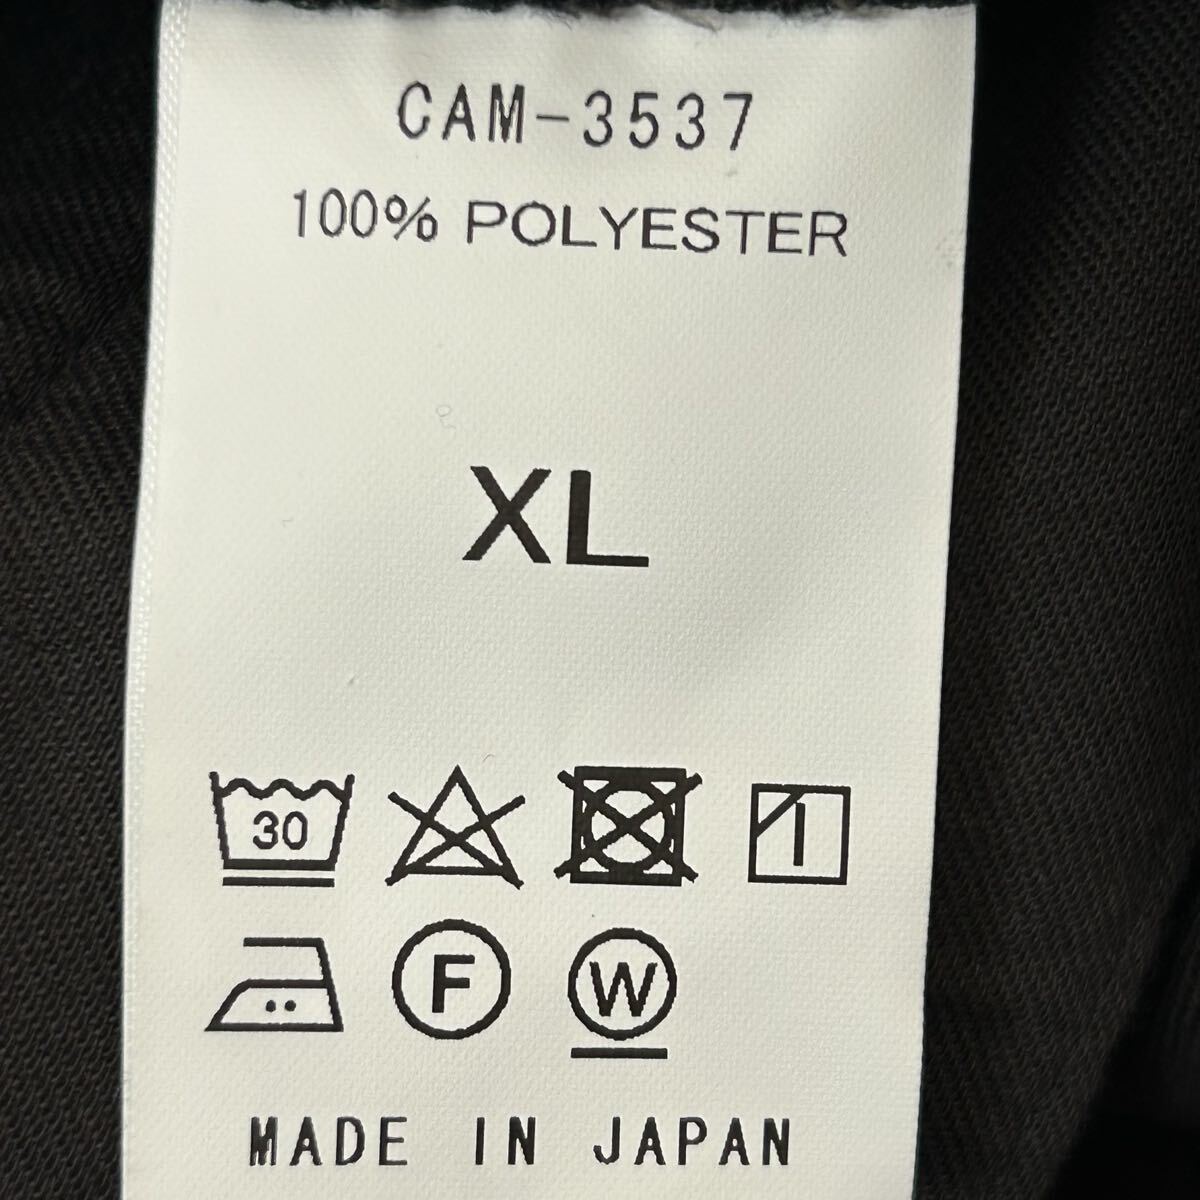 CAM-3537
100% POLYESTER
XL
30
F W
MADE IN JAPAN